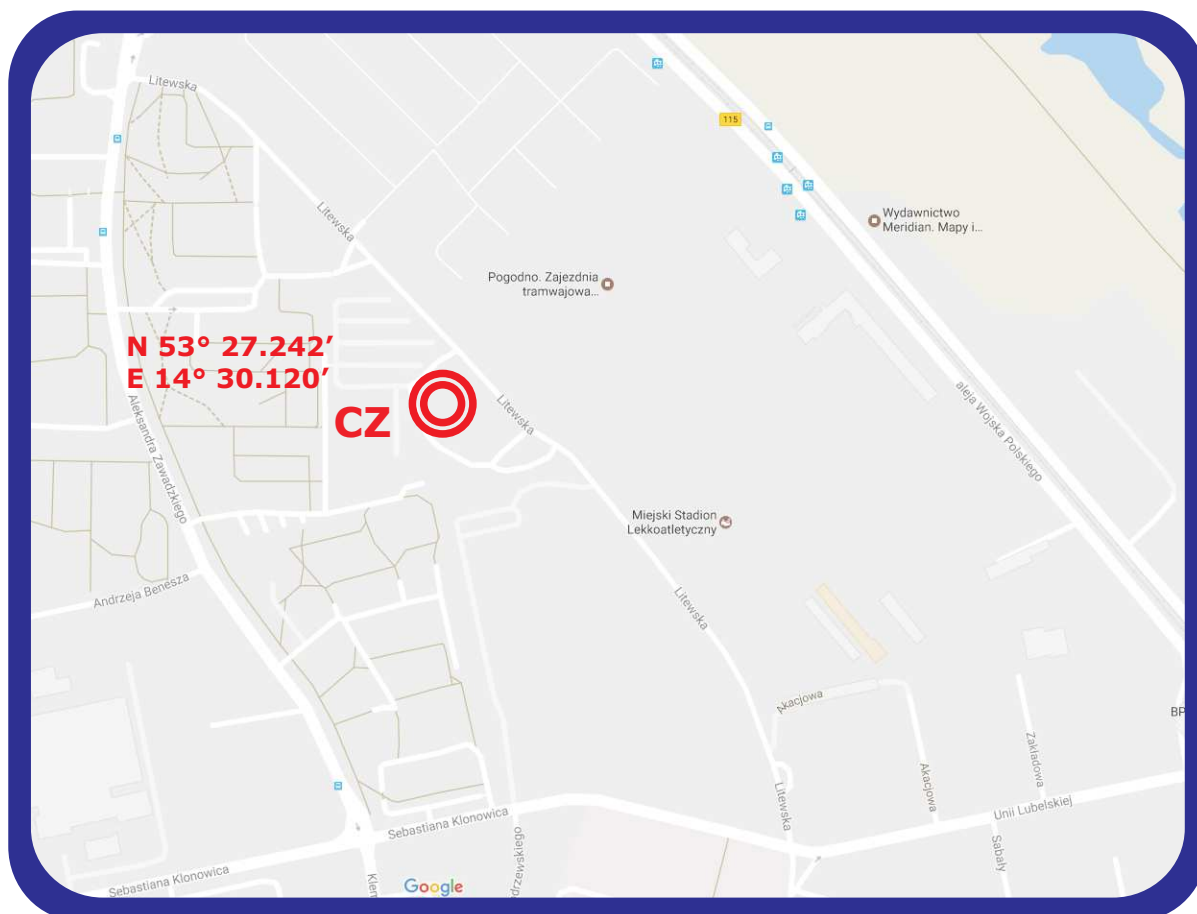 Litewska
115
Wydawnictwo
Meridian. Mapy i...
Litewska
Pogodno. Zajezdnia
tramwajowa...
N 53° 27.242’
E 14° 30.120’
CZ
Litewska
aleja Wojska Polskiego
Aleksandra Zawadzkiego
Miejski Stadion
Lekkoatletyczny
Andrzeja Benesza
Litewska
Akacjowa
BP
Zakładowa
Akacjowa
Litewska
Unii Lubelskiej
Sebastiana Klonowica
Sabały
Sebastiana Klonowica
Klem
Google
drzewskiego